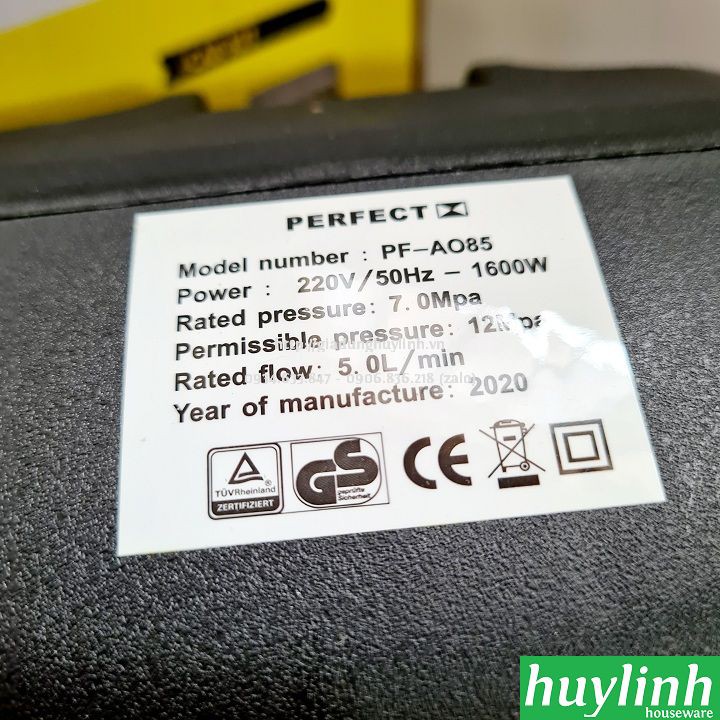 PERFECT
Model number : PF-AO85
Power : 220V/50Hz - 1600W
Rated pressure: 7.0Mpa
Permissible pressure: 12Mpa
Rated flow: 5.0L/min
Year of manufacture: 2020
TÜVRheinland
ZERTIFIZIERT
GS
geprüfte
Sicherheit
CE
huylinh
houseware